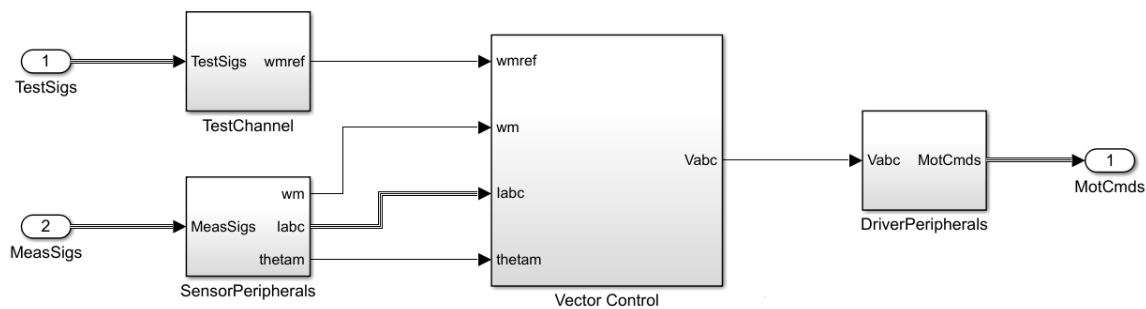 1
TestSigs
TestSigs wmref
TestChannel
2
MeasSigs
MeasSigs
wm
Iabc
thetam
SensorPeripherals
wmref
wm
Iabc
thetam
Vabc
Vector Control
Vabc MotCmds
DriverPeripherals
1
MotCmds